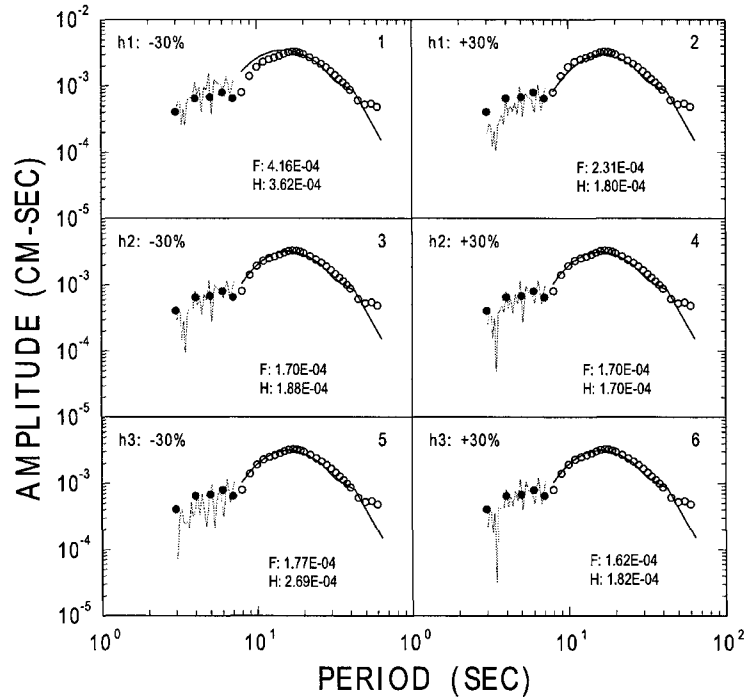 AMPLITUDE (CM-SEC)
10⁻²
10⁻³
10⁻⁴
10⁻⁵
h1: -30%
1
F: 4.16E-04
H: 3.62E-04
h1: +30%
2
F: 2.31E-04
H: 1.80E-04
10⁻³
10⁻⁴
10⁻⁵
h2: -30%
3
F: 1.70E-04
H: 1.88E-04
h2: +30%
4
F: 1.70E-04
H: 1.70E-04
10⁻³
10⁻⁴
10⁻⁵
h3: -30%
5
F: 1.77E-04
H: 2.69E-04
h3: +30%
6
F: 1.62E-04
H: 1.82E-04
10⁰ 10¹ 10⁰ 10¹ 10²
PERIOD (SEC)